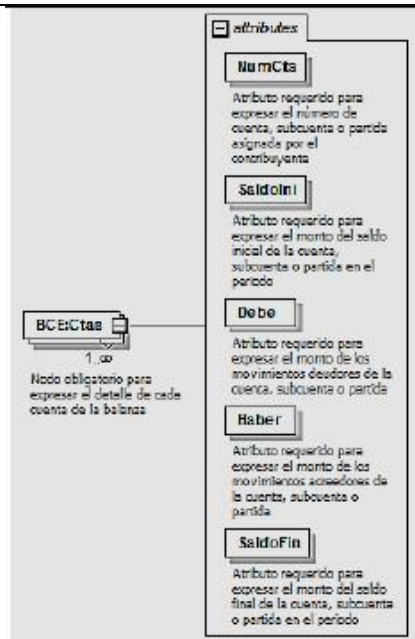 attributes
NumCta
Atributo requerido para
expresar el número de
cuenta, subcuenta o partida
asignada por el
contribuyente
SaldoIni
Atributo requerido para
expresar el monto del saldo
inicial de la cuenta,
subcuenta o partida en el
periodo
Debe
Atributo requerido para
expresar el monto de los
movimientos deudores de la
cuenta, subcuenta o partida
BCE:Ctas
1..∞
Nodo obligatorio para
expresar el detalle de cada
cuenta de la balanza
Haber
Atributo requerido para
expresar el monto de los
movimientos acreedores de
la cuenta, subcuenta o
partida
SaldoFin
Atributo requerido para
expresar el monto del saldo
final de la cuenta, subcuenta
o partida en el periodo